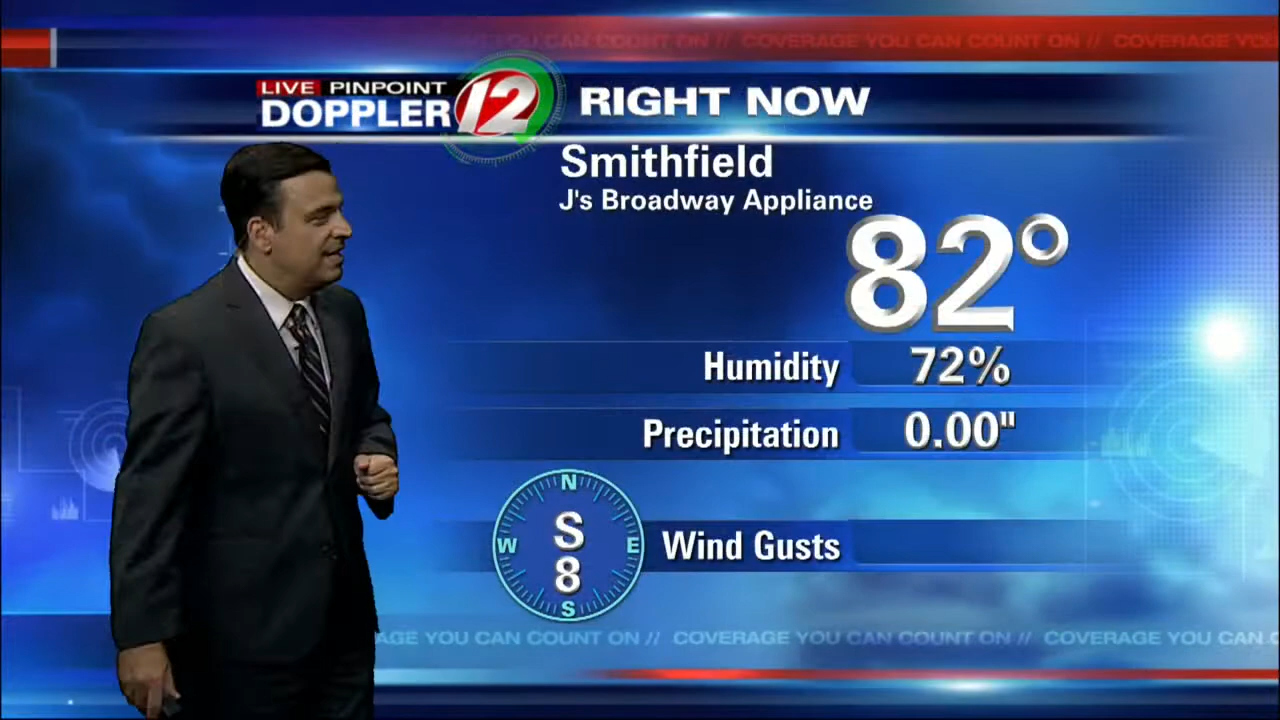 YOU CAN COUNT ON // COVERAGE YOU CAN COUNT ON // COVERAGE YOU
LIVE PINPOINT
DOPPLER 12
RIGHT NOW
Smithfield
J's Broadway Appliance
82°
Humidity 72%
Precipitation 0.00"
N
W S E
8
S
Wind Gusts
AGE YOU CAN COUNT ON // COVERAGE YOU CAN COUNT ON // COVERAGE YOU CAN C